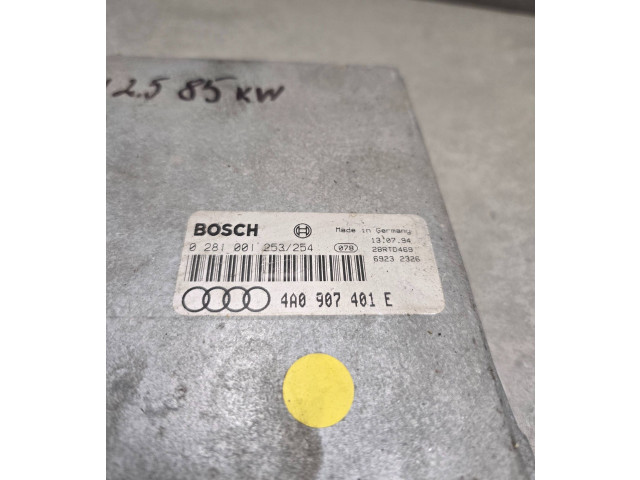 2.5 85 KW
BOSCH Made in Germany
0 281 001 253/254 078 13.07.94
28RTD469
6923 2326
4A0 907 401 E